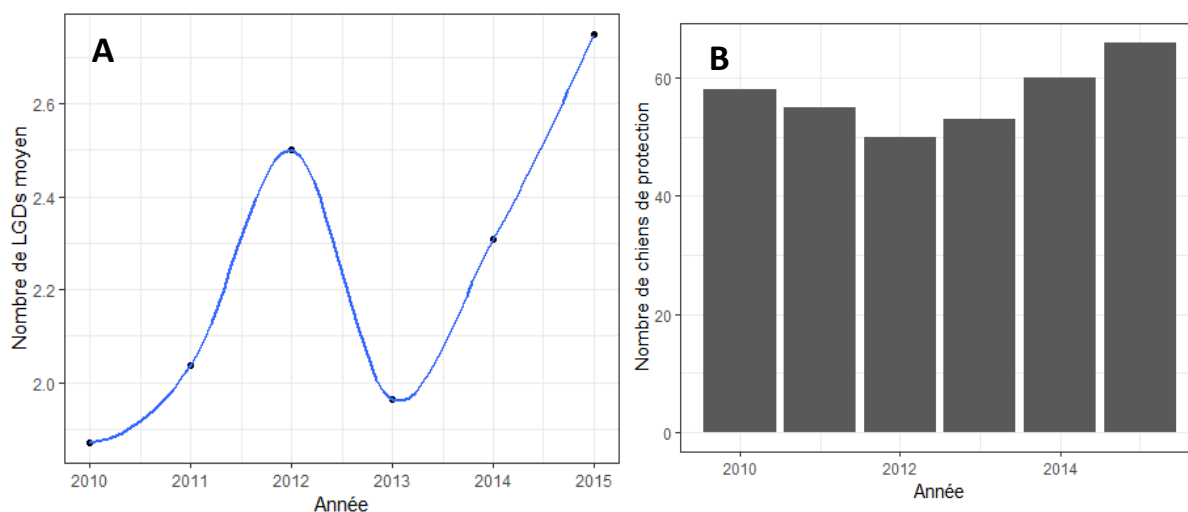 A
Nombre de LGDs moyen
2.6
2.4
2.2
2.0
2010 2011 2012 2013 2014 2015
Année
B
Nombre de chiens de protection
60
40
20
0
2010 2012 2014
Année